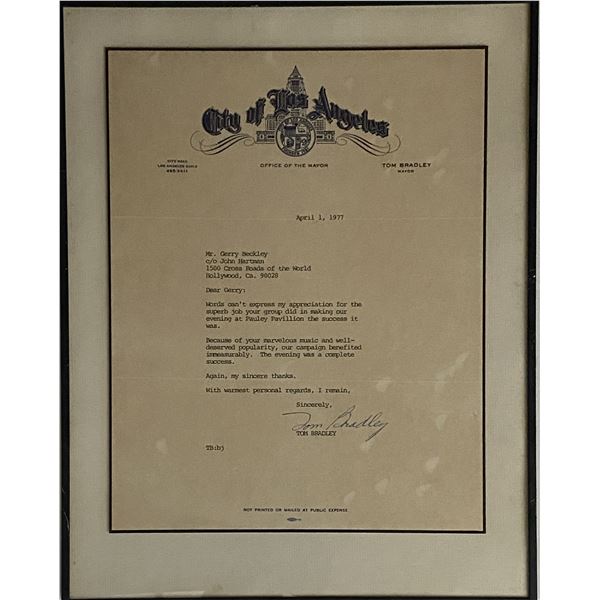 City of Los Angeles
CITY HALL
LOS ANGELES 90012
485-3311
OFFICE OF THE MAYOR
TOM BRADLEY
MAYOR
April 1, 1977
Mr. Gerry Beckley
c/o John Hartman
1500 Cross Roads of the World
Hollywood, Ca. 90028
Dear Gerry:
Words can't express my appreciation for the
superb job your group did in making our
evening at Pauley Pavillion the success it
was.
Because of your marvelous music and well-
deserved popularity, our campaign benefited
immeasurably. The evening was a complete
success.
Again, my sincere thanks.
With warmest personal regards, I remain,
Sincerely,
Tom Bradley
TOM BRADLEY
TB:bj
NOT PRINTED OR MAILED AT PUBLIC EXPENSE